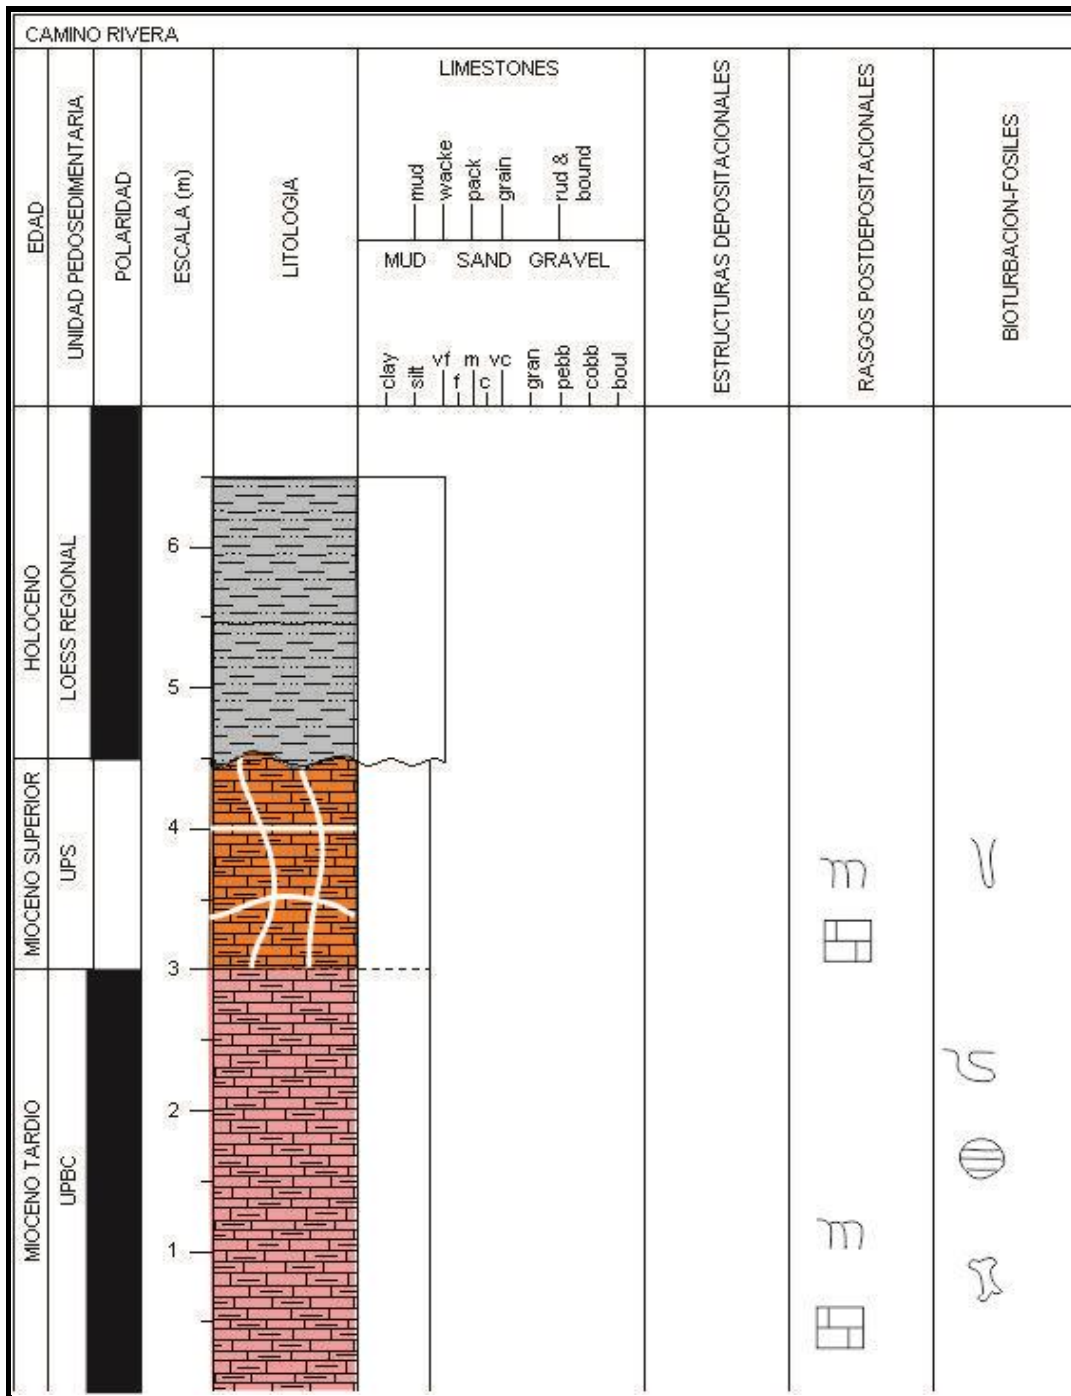 CAMINO RIVERA
EDAD
UNIDAD PEDOSEDIMENTARIA
POLARIDAD
ESCALA (m)
LITOLOGIA
LIMESTONES
mud
wacke
pack
grain
rud &
bound
MUD SAND GRAVEL
clay
silt
vf
f
m
c
vc
gran
pebb
cobb
boul
ESTRUCTURAS DEPOSITACIONALES
RASGOS POSTDEPOSITACIONALES
BIOTURBACION-FOSILES
HOLOCENO
LOESS REGIONAL
6
5
MIOCENO SUPERIOR
UPS
4
3
MIOCENO TARDIO
UPBC
2
1